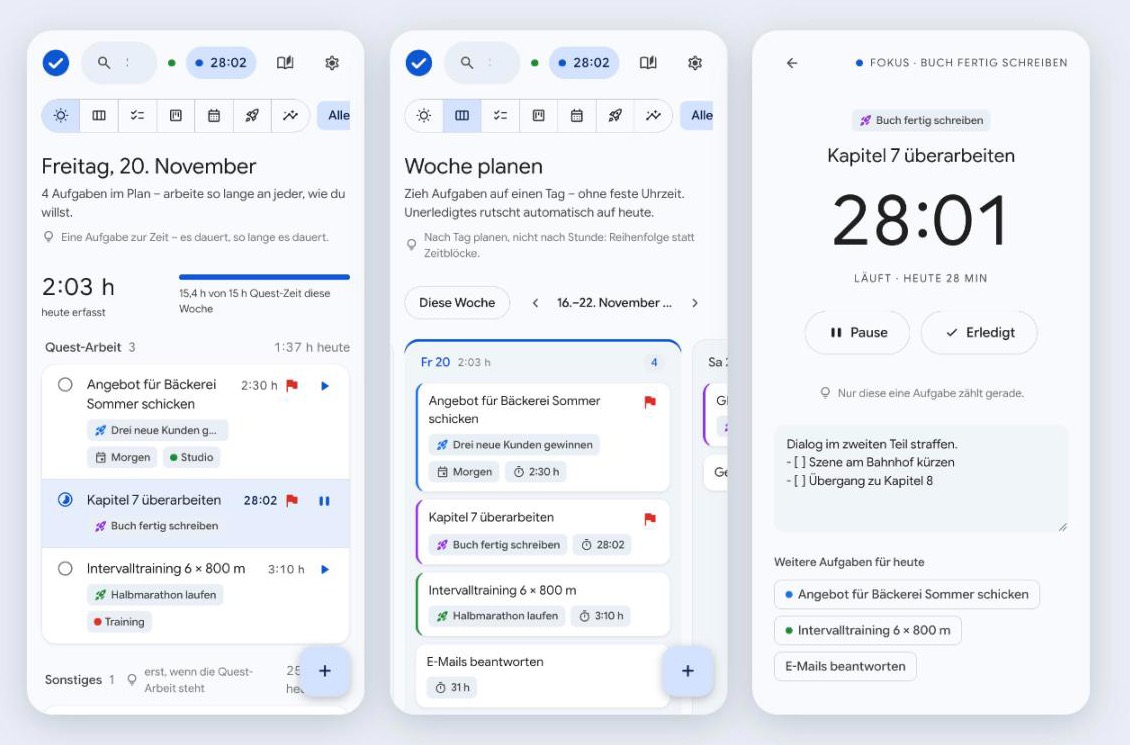 28:02
Alle
Freitag, 20. November
4 Aufgaben im Plan – arbeite so lange an jeder, wie du
willst.
Eine Aufgabe zur Zeit – es dauert, so lange es dauert.
2:03 h
heute erfasst
15,4 h von 15 h Quest-Zeit diese
Woche
Quest-Arbeit 3
1:37 h heute
Angebot für Bäckerei
Sommer schicken
2:30 h
Drei neue Kunden g...
Morgen
Studio
Kapitel 7 überarbeiten
28:02
Buch fertig schreiben
Intervalltraining 6 × 800 m
3:10 h
Halbmarathon laufen
Training
Sonstiges 1
erst, wenn die Quest-
Arbeit steht
+
28:02
Alle
Woche planen
Zieh Aufgaben auf einen Tag – ohne feste Uhrzeit.
Unerledigtes rutscht automatisch auf heute.
Nach Tag planen, nicht nach Stunde: Reihenfolge statt
Zeitblöcke.
Diese Woche
16.–22. November ...
Fr 20 2:03 h
4
Sa
Angebot für Bäckerei Sommer
schicken
Drei neue Kunden gewinnen
Morgen
2:30 h
Kapitel 7 überarbeiten
Buch fertig schreiben
28:02
Intervalltraining 6 × 800 m
Halbmarathon laufen
3:10 h
E-Mails beantworten
31 h
+
FOKUS · BUCH FERTIG SCHREIBEN
Buch fertig schreiben
Kapitel 7 überarbeiten
28:01
LÄUFT · HEUTE 28 MIN
Pause
Erledigt
Nur diese eine Aufgabe zählt gerade.
Dialog im zweiten Teil straffen.
- [ ] Szene am Bahnhof kürzen
- [ ] Übergang zu Kapitel 8
Weitere Aufgaben für heute
Angebot für Bäckerei Sommer schicken
Intervalltraining 6 × 800 m
E-Mails beantworten